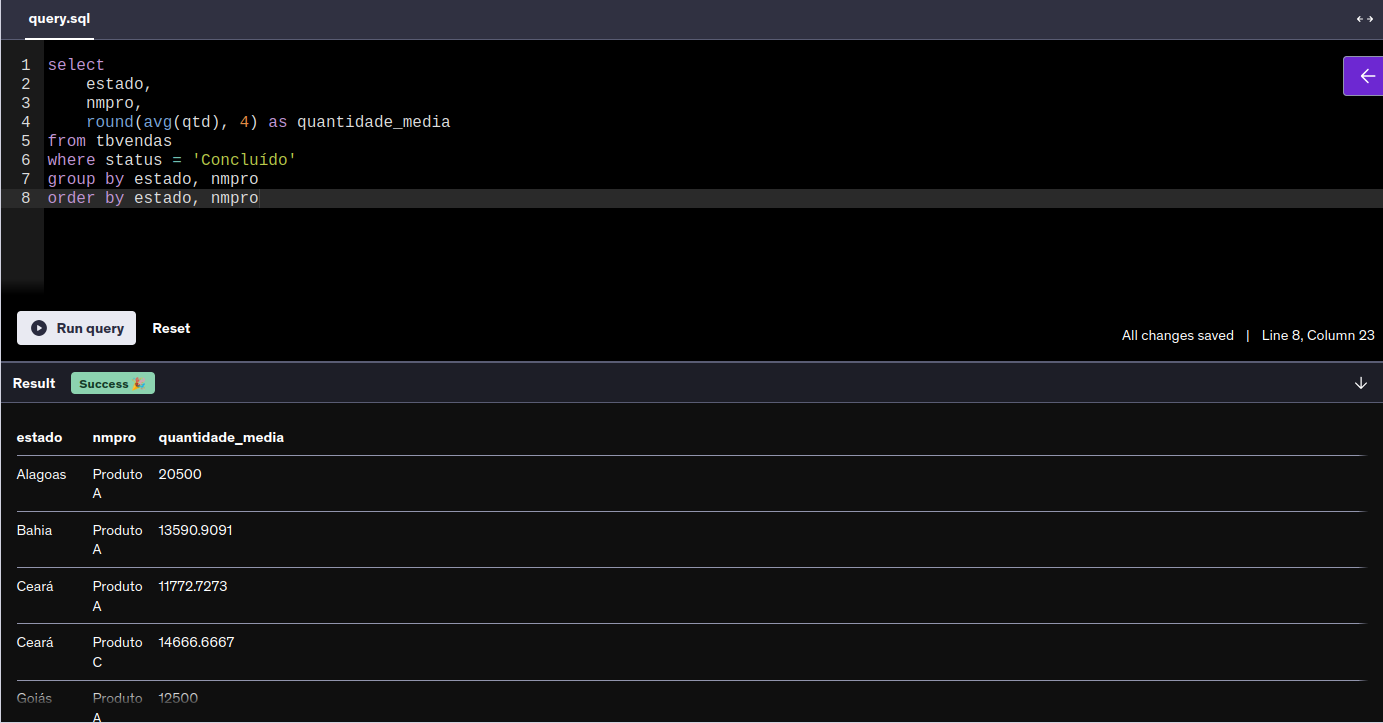 query.sql
1 select
2     estado,
3     nmpro,
4     round(avg(qtd), 4) as quantidade_media
5 from tbvendas
6 where status = 'Concluído'
7 group by estado, nmpro
8 order by estado, nmpro
Run query Reset
All changes saved | Line 8, Column 23
Result Success 🎉
estado nmpro quantidade_media
Alagoas Produto 20500
A
Bahia Produto 13590.9091
A
Ceará Produto 11772.7273
A
Ceará Produto 14666.6667
C
Goiás Produto 12500
A